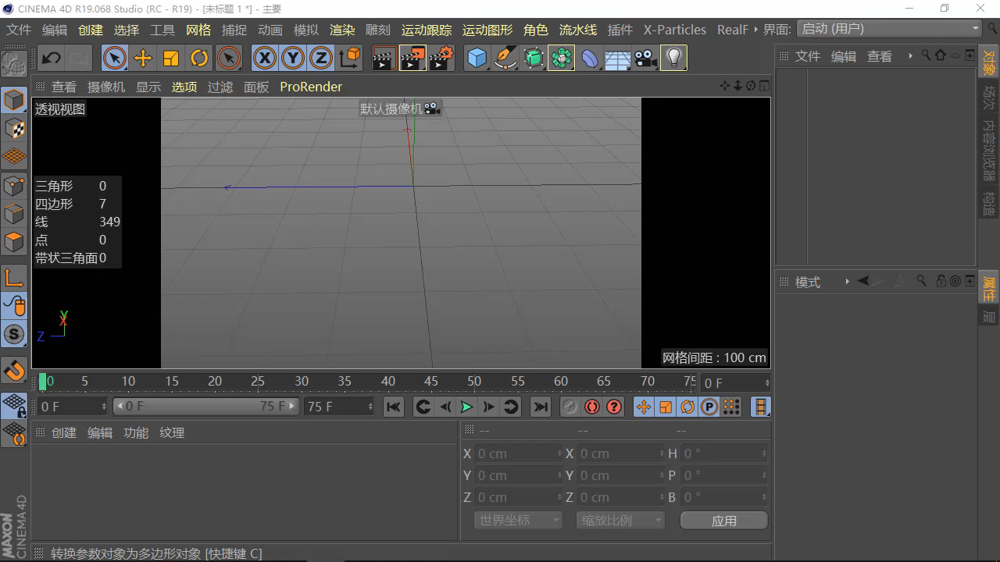 CINEMA 4D R19.068 Studio (RC - R19) - [未标题 1 *] - 主要
文件 编辑 创建 选择 工具 网格 捕捉 动画 模拟 渲染 雕刻 运动跟踪 运动图形 角色 流水线 插件 X-Particles RealF 界面: 启动 (用户)
X Y Z
文件 编辑 查看
查看 摄像机 显示 选项 过滤 面板 ProRender
透视视图
默认摄像机
对象
场次
内容浏览器
构造
三角形 0
四边形 7
线 349
点 0
带状三角面 0
模式
属性
层
Y
X
Z
S
网格间距 : 100 cm
0 5 10 15 20 25 30 35 40 45 50 55 60 65 70 75 0 F
0 F 0 F 75 F 75 F ? P
创建 编辑 功能 纹理
-- -- --
X 0 cm X 0 cm H 0 °
Y 0 cm Y 0 cm P 0 °
Z 0 cm Z 0 cm B 0 °
世界坐标 缩放比例 应用
MAXON
CINEMA 4D
转换参数对象为多边形对象 [快捷键 C]